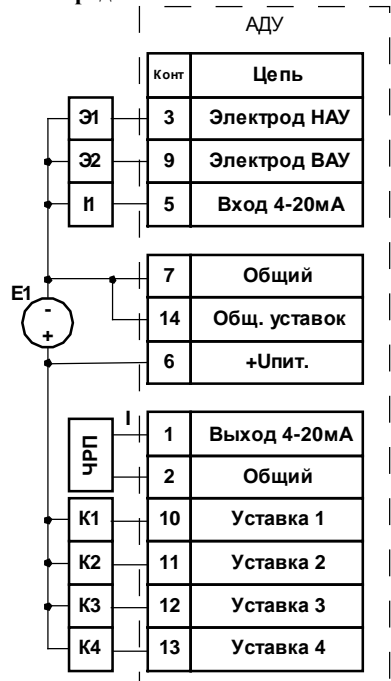 АДУ
Конт Цепь
Э1 3 Электрод НАУ
Э2 9 Электрод ВАУ
И 5 Вход 4-20мА
7 Общий
E1
-
14 Общ. уставок
+
6 +Uпит.
I
ЧРП
1 Выход 4-20мА
2 Общий
К1 10 Уставка 1
К2 11 Уставка 2
К3 12 Уставка 3
К4 13 Уставка 4